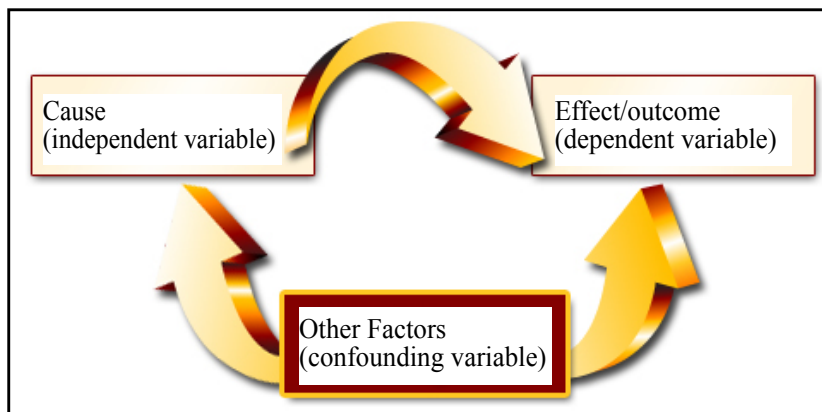 Cause
(independent variable)
Effect/outcome
(dependent variable)
Other Factors
(confounding variable)